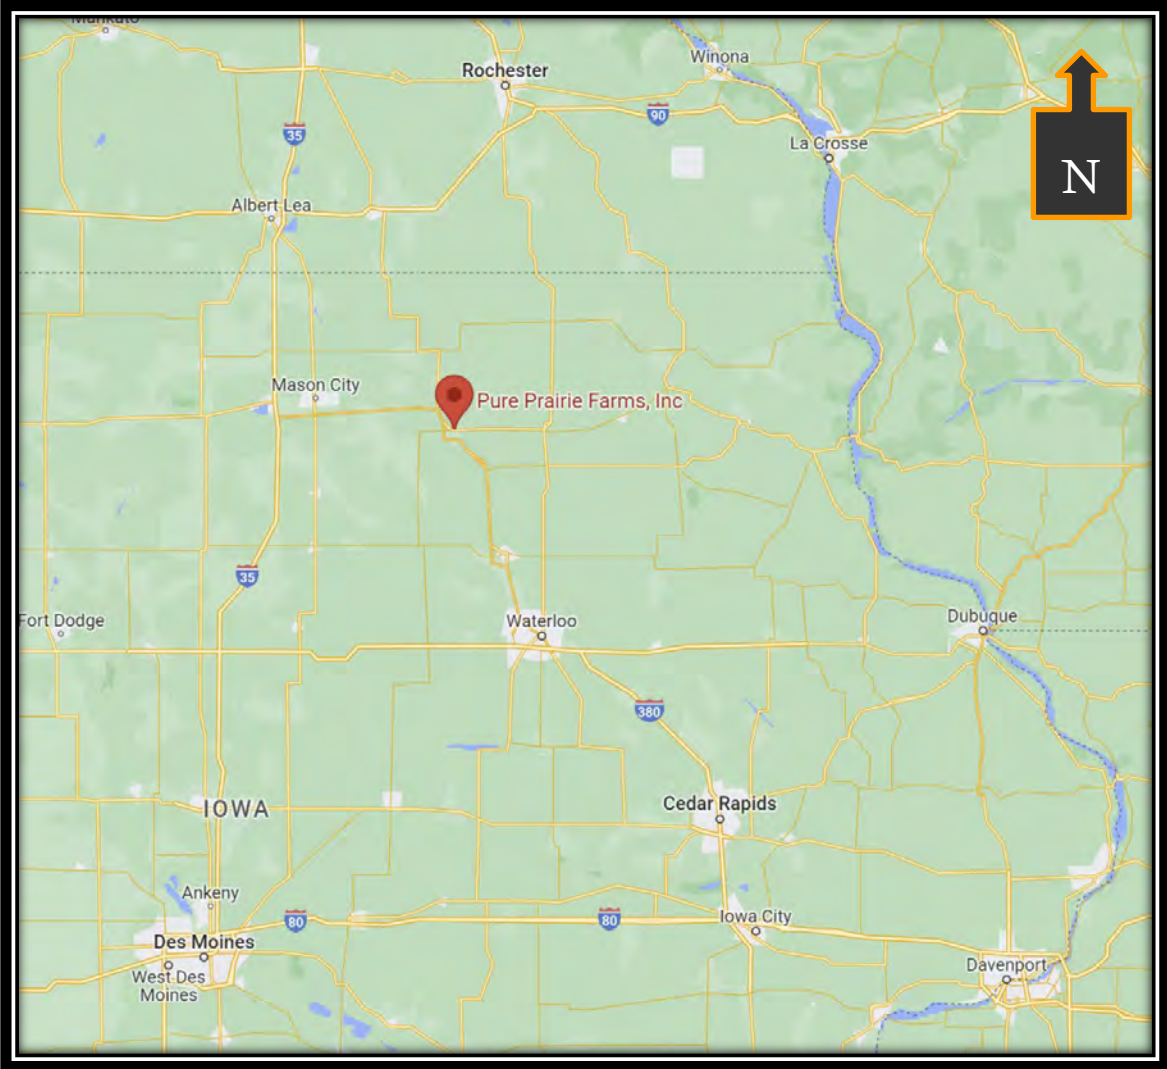 Mankato
Winona
Rochester
90
35
La Crosse
N
Albert Lea
Mason City
Pure Prairie Farms, Inc
35
Fort Dodge
Waterloo
Dubuque
380
IOWA
Cedar Rapids
Ankeny
80
80
Iowa City
Des Moines
Davenport
West Des
Moines